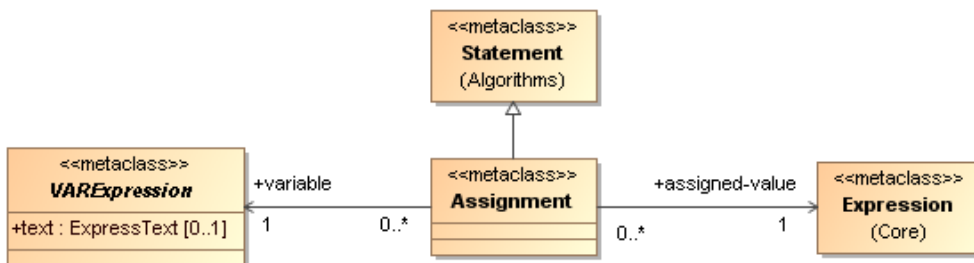 <<metaclass>>
Statement
(Algorithms)
<<metaclass>>
VARExpression
+text : ExpressText [0..1]
+variable
1
0..*
<<metaclass>>
Assignment
+assigned-value
0..*
1
<<metaclass>>
Expression
(Core)